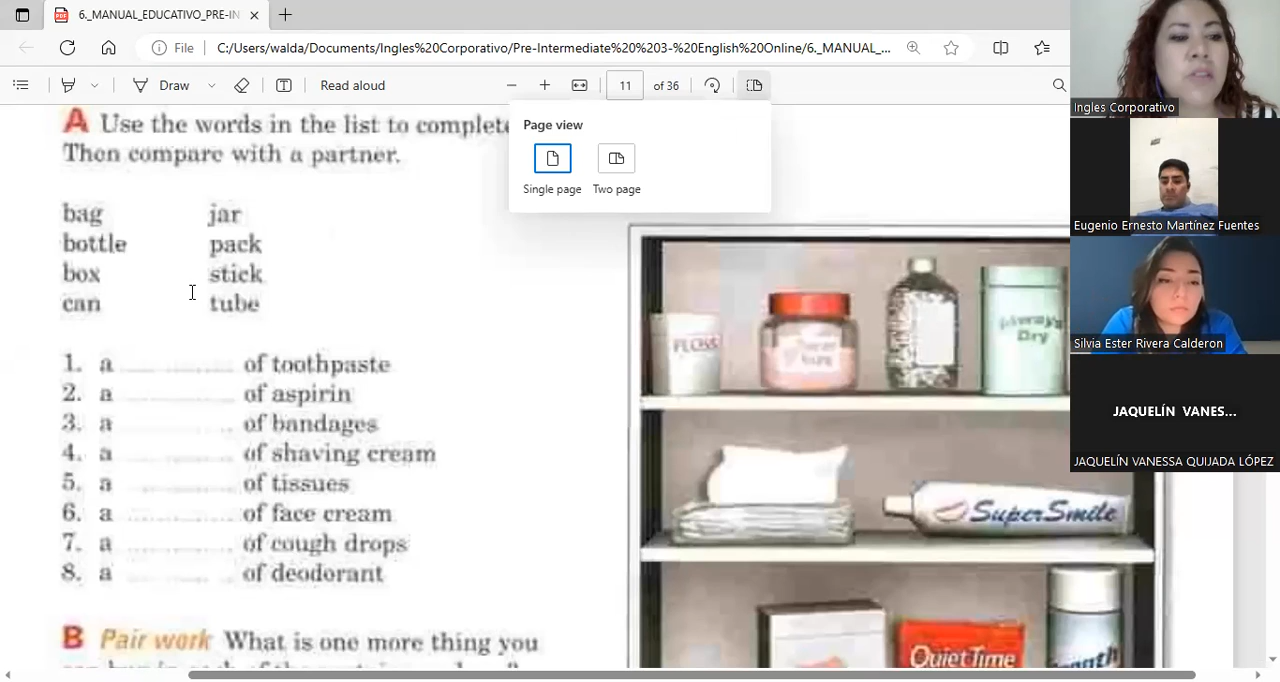 6._MANUAL_EDUCATIVO_PRE-IN
File
C:/Users/walda/Documents/Ingles%20Corporativo/Pre-Intermediate%20%203-%20English%20Online/6._MANUAL_...
Draw
Read aloud
11 of 36
Page view
Single page
Two page
A Use the words in the list to complete
Then compare with a partner.
bag jar
bottle pack
box stick
can tube
1. a ............ of toothpaste
2. a ............ of aspirin
3. a ............ of bandages
4. a ............ of shaving cream
5. a ............ of tissues
6. a ............ of face cream
7. a ............ of cough drops
8. a ............ of deodorant
B Pair work What is one more thing you
FLOSS
Always
Dry
SuperSmile
QuietTime
Ingles Corporativo
Eugenio Ernesto Martínez Fuentes
Silvia Ester Rivera Calderon
JAQUELÍN VANES...
JAQUELÍN VANESSA QUIJADA LÓPEZ